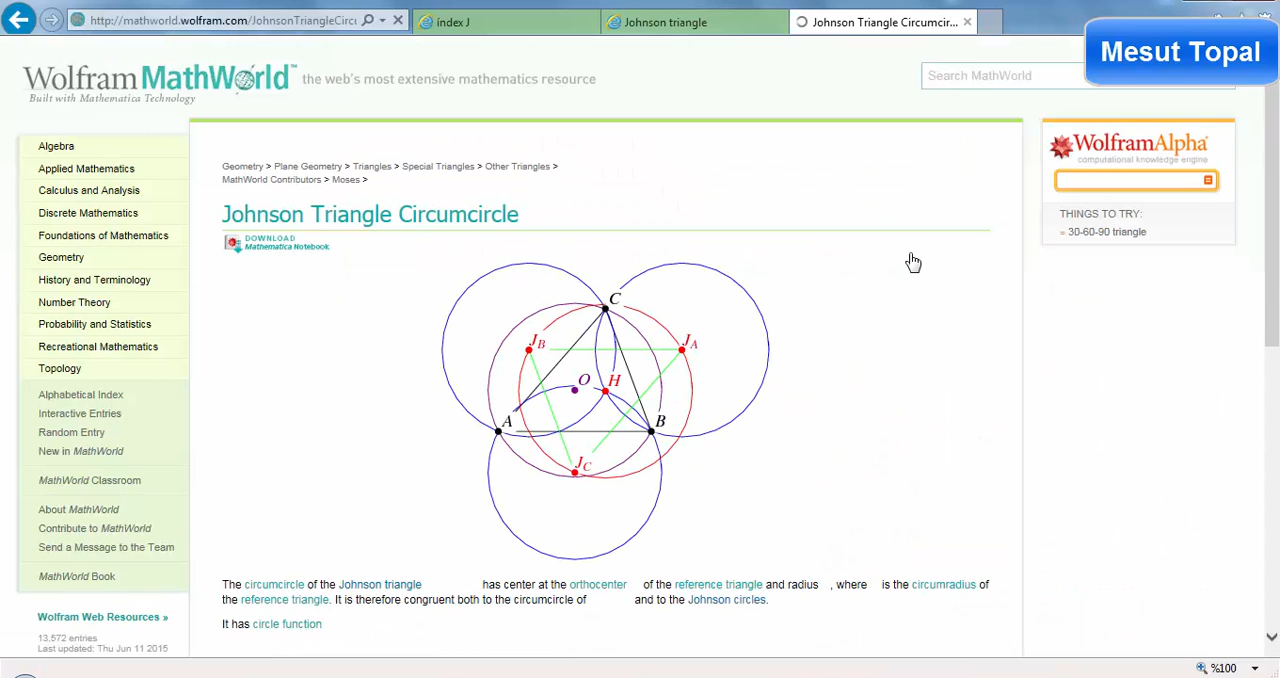 http://mathworld.wolfram.com/JohnsonTriangleCircu
index J
Johnson triangle
Johnson Triangle Circumcir...
Mesut Topal
Wolfram MathWorld™ the web's most extensive mathematics resource
Built with Mathematica Technology
Search MathWorld
Algebra
Applied Mathematics
Calculus and Analysis
Discrete Mathematics
Foundations of Mathematics
Geometry
History and Terminology
Number Theory
Probability and Statistics
Recreational Mathematics
Topology
Alphabetical Index
Interactive Entries
Random Entry
New in MathWorld
MathWorld Classroom
About MathWorld
Contribute to MathWorld
Send a Message to the Team
MathWorld Book
Wolfram Web Resources »
13,572 entries
Last updated: Thu Jun 11 2015
Geometry > Plane Geometry > Triangles > Special Triangles > Other Triangles >
MathWorld Contributors > Moses >
Johnson Triangle Circumcircle
DOWNLOAD
Mathematica Notebook
C
J_B
J_A
O
H
A
B
J_C
The circumcircle of the Johnson triangle has center at the orthocenter of the reference triangle and radius , where is the circumradius of
the reference triangle. It is therefore congruent both to the circumcircle of and to the Johnson circles.
It has circle function
WolframAlpha
computational knowledge engine
THINGS TO TRY:
» 30-60-90 triangle
%100